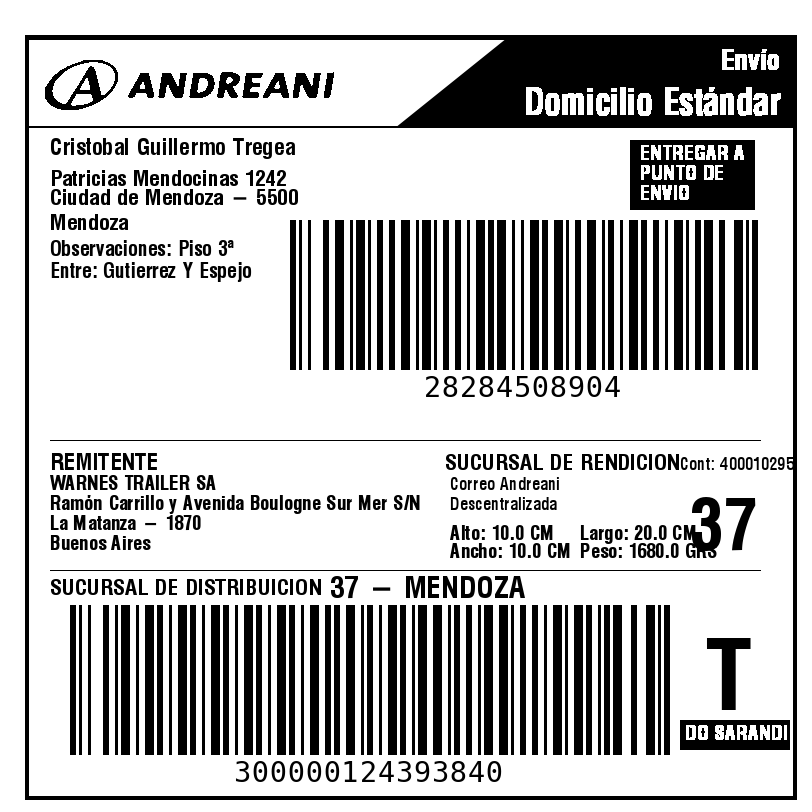 ANDREANI
Envío
Domicilio Estándar
Cristobal Guillermo Tregea
Patricias Mendocinas 1242
Ciudad de Mendoza – 5500
Mendoza
Observaciones: Piso 3ª
Entre: Gutierrez Y Espejo
ENTREGAR A
PUNTO DE
ENVIO
28284508904
REMITENTE
WARNES TRAILER SA
Ramón Carrillo y Avenida Boulogne Sur Mer S/N
La Matanza – 1870
Buenos Aires
SUCURSAL DE RENDICION Cont: 400010295
Correo Andreani
Descentralizada
37
Alto: 10.0 CM Largo: 20.0 CM
Ancho: 10.0 CM Peso: 1680.0 GRS
SUCURSAL DE DISTRIBUICION 37 – MENDOZA
T
DO SARANDI
300000124393840